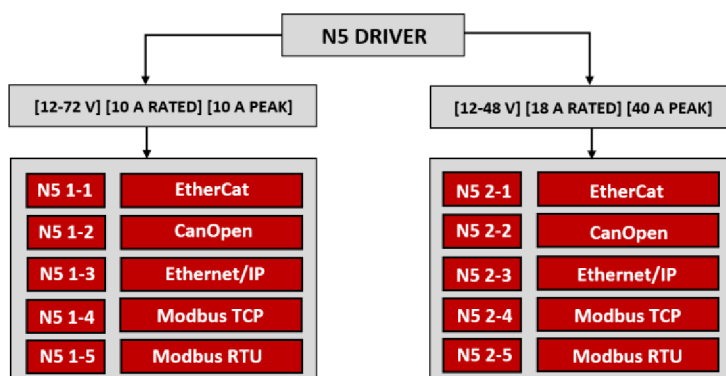 N5 DRIVER
[12-72 V] [10 A RATED] [10 A PEAK]
N5 1-1 EtherCat
N5 1-2 CanOpen
N5 1-3 Ethernet/IP
N5 1-4 Modbus TCP
N5 1-5 Modbus RTU
[12-48 V] [18 A RATED] [40 A PEAK]
N5 2-1 EtherCat
N5 2-2 CanOpen
N5 2-3 Ethernet/IP
N5 2-4 Modbus TCP
N5 2-5 Modbus RTU